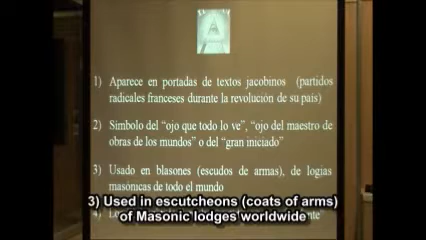 1) Aparece en portadas de textos jacobinos (partidos
radicales franceses durante la revolución de su país)
2) Simbolo del “ojo que todo lo ve”, “ojo del maestro de
obras de los mundos” o del “gran iniciado”
3) Usado en blasones (escudos de armas), de logias
masónicas de todo el mundo
3) Used in escutcheons (coats of arms)
of Masonic lodges worldwide
4)